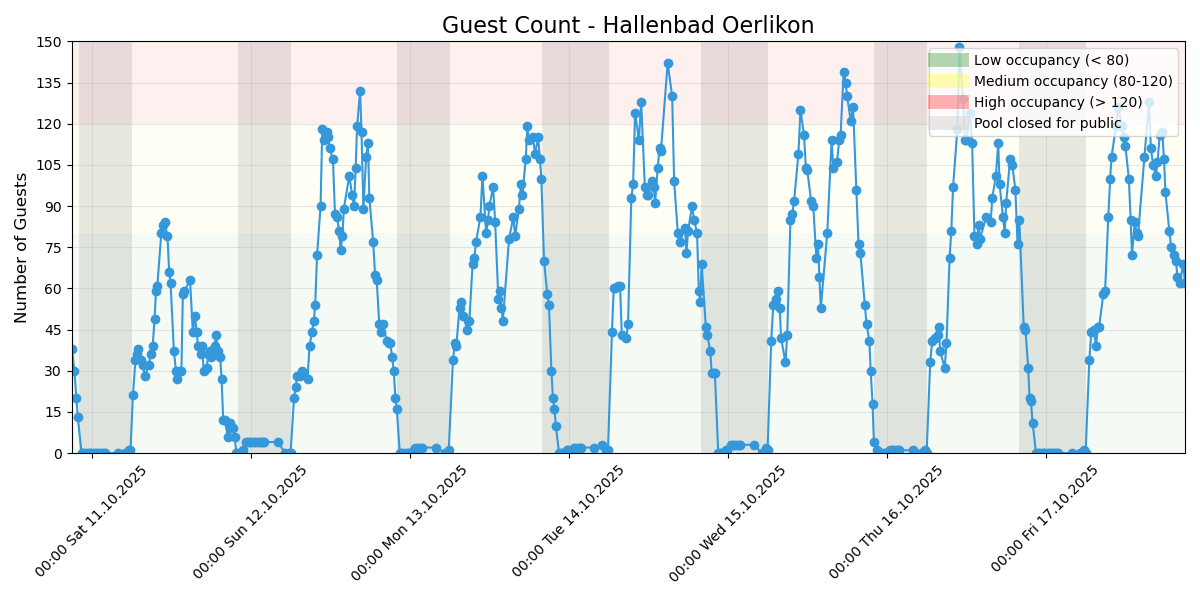 Guest Count - Hallenbad Oerlikon
Number of Guests
150
135
120
105
90
75
60
45
30
15
0
Low occupancy (< 80)
Medium occupancy (80-120)
High occupancy (> 120)
Pool closed for public
00:00 Sat 11.10.2025
00:00 Sun 12.10.2025
00:00 Mon 13.10.2025
00:00 Tue 14.10.2025
00:00 Wed 15.10.2025
00:00 Thu 16.10.2025
00:00 Fri 17.10.2025